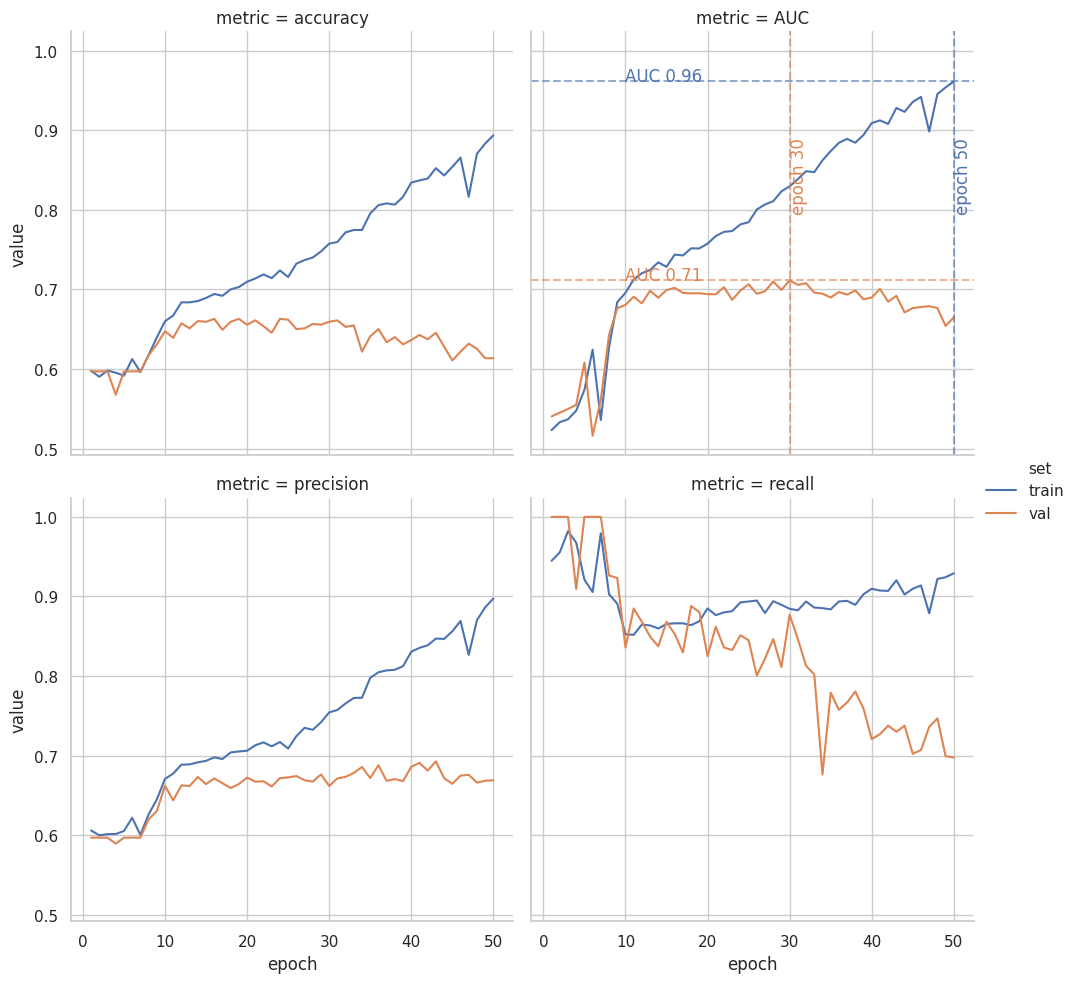 metric = accuracy
metric = AUC
value
1.0
0.9
0.8
0.7
0.6
0.5
AUC 0.96
AUC 0.71
epoch 30
epoch 50
set
train
val
metric = precision
metric = recall
value
1.0
0.9
0.8
0.7
0.6
0.5
0 10 20 30 40 50
0 10 20 30 40 50
epoch
epoch